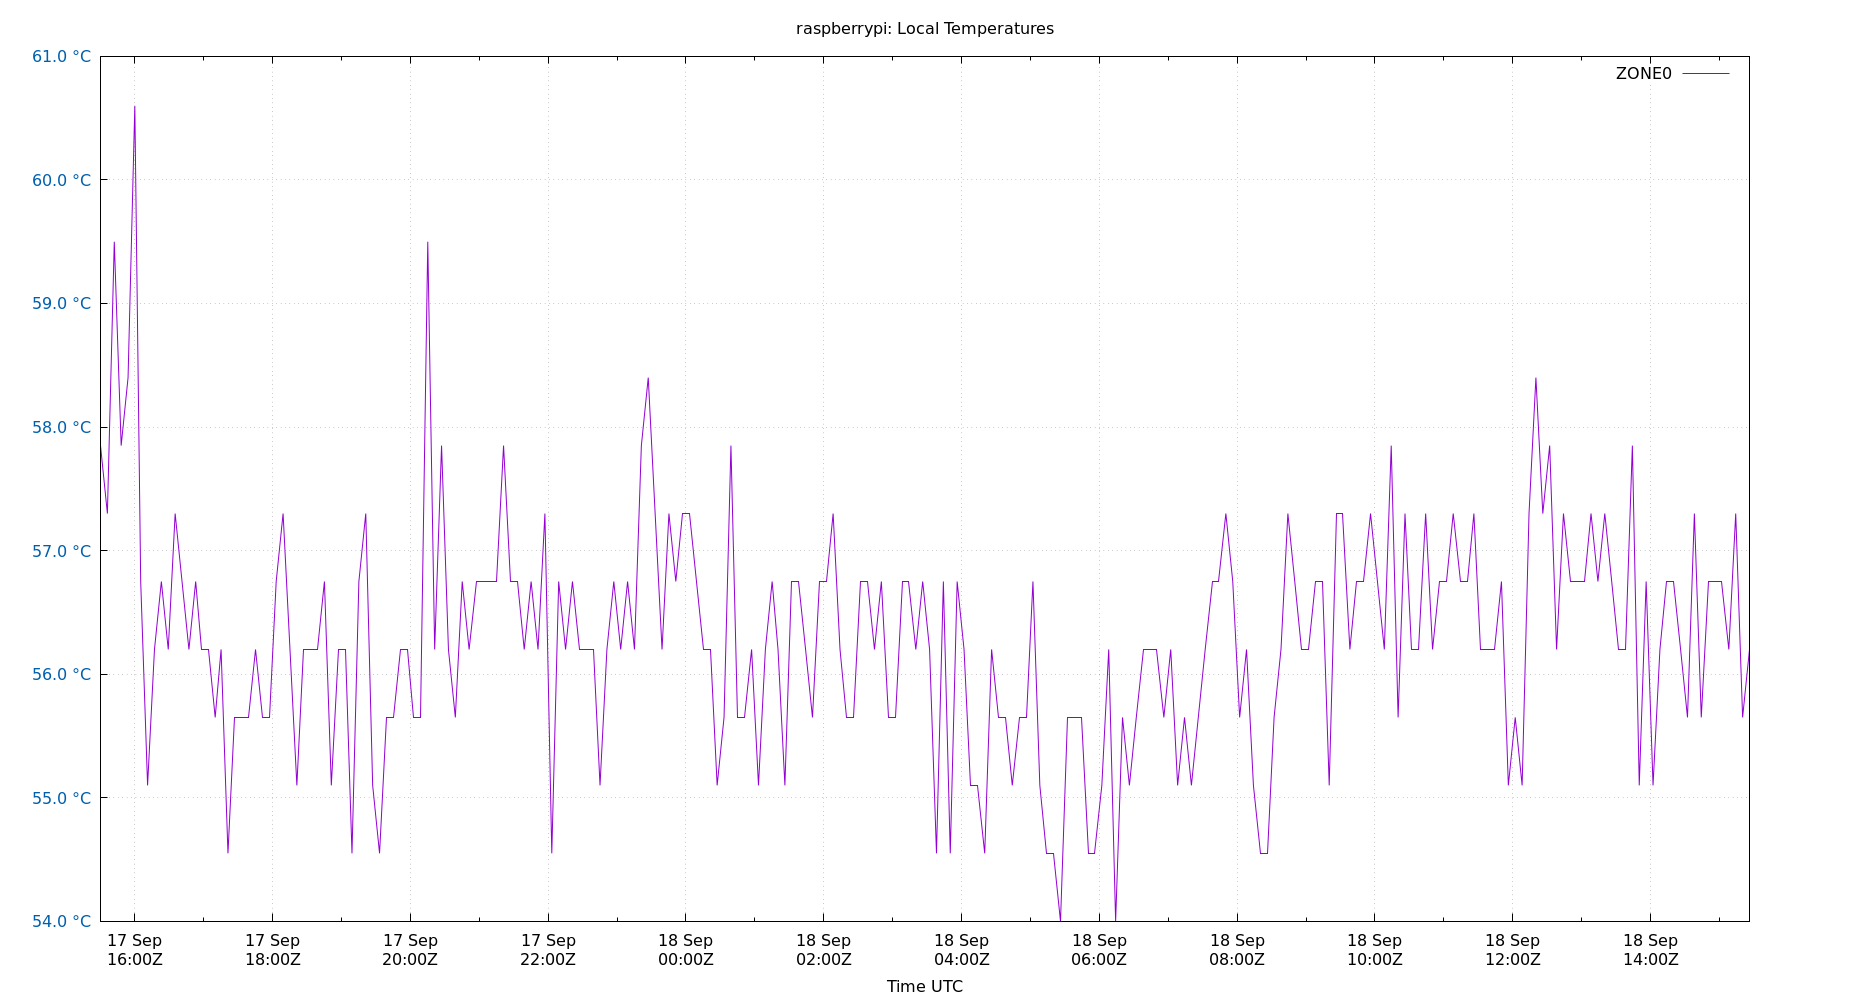 raspberrypi: Local Temperatures
61.0 °C
ZONE0
60.0 °C
59.0 °C
58.0 °C
57.0 °C
56.0 °C
55.0 °C
54.0 °C
17 Sep 17 Sep 17 Sep 17 Sep 18 Sep 18 Sep 18 Sep 18 Sep 18 Sep 18 Sep 18 Sep 18 Sep
16:00Z 18:00Z 20:00Z 22:00Z 00:00Z 02:00Z 04:00Z 06:00Z 08:00Z 10:00Z 12:00Z 14:00Z
Time UTC